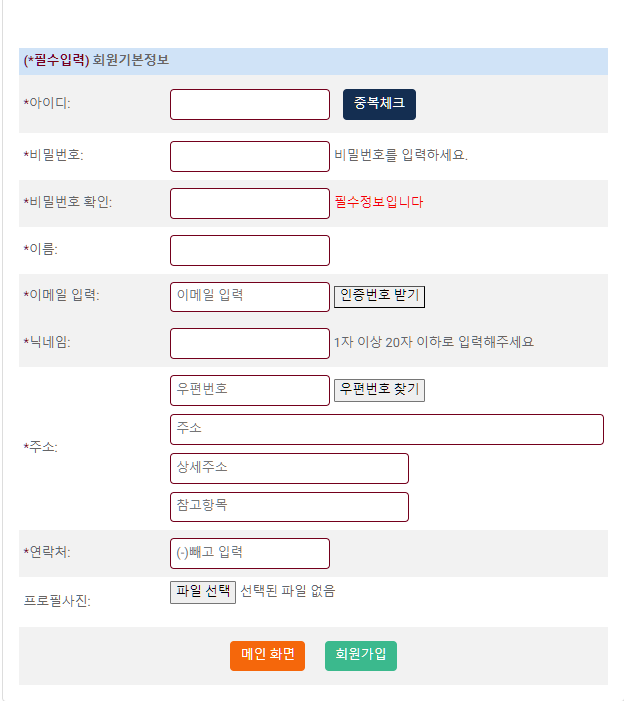 (*필수입력) 회원기본정보
*아이디: 중복체크
*비밀번호: 비밀번호를 입력하세요.
*비밀번호 확인: 필수정보입니다
*이름:
*이메일 입력: 이메일 입력 인증번호 받기
*닉네임: 1자 이상 20자 이하로 입력해주세요
우편번호 우편번호 찾기
주소
*주소:
상세주소
참고항목
*연락처: (-)빼고 입력
프로필사진: 파일 선택 선택된 파일 없음
메인 화면 회원가입